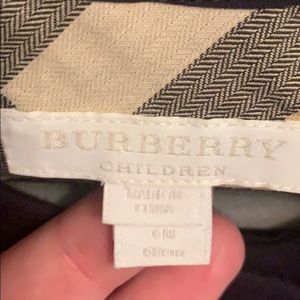 BURBERRY
CHILDREN
MADE IN
CHINA
6M
68cm